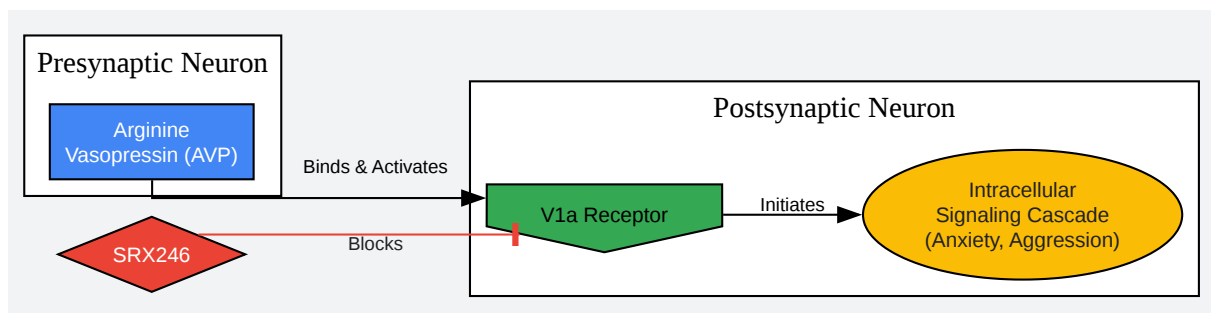 Presynaptic Neuron
Arginine
Vasopressin (AVP)
Binds & Activates
SRX246
Blocks
Postsynaptic Neuron
V1a Receptor
Initiates
Intracellular
Signaling Cascade
(Anxiety, Aggression)